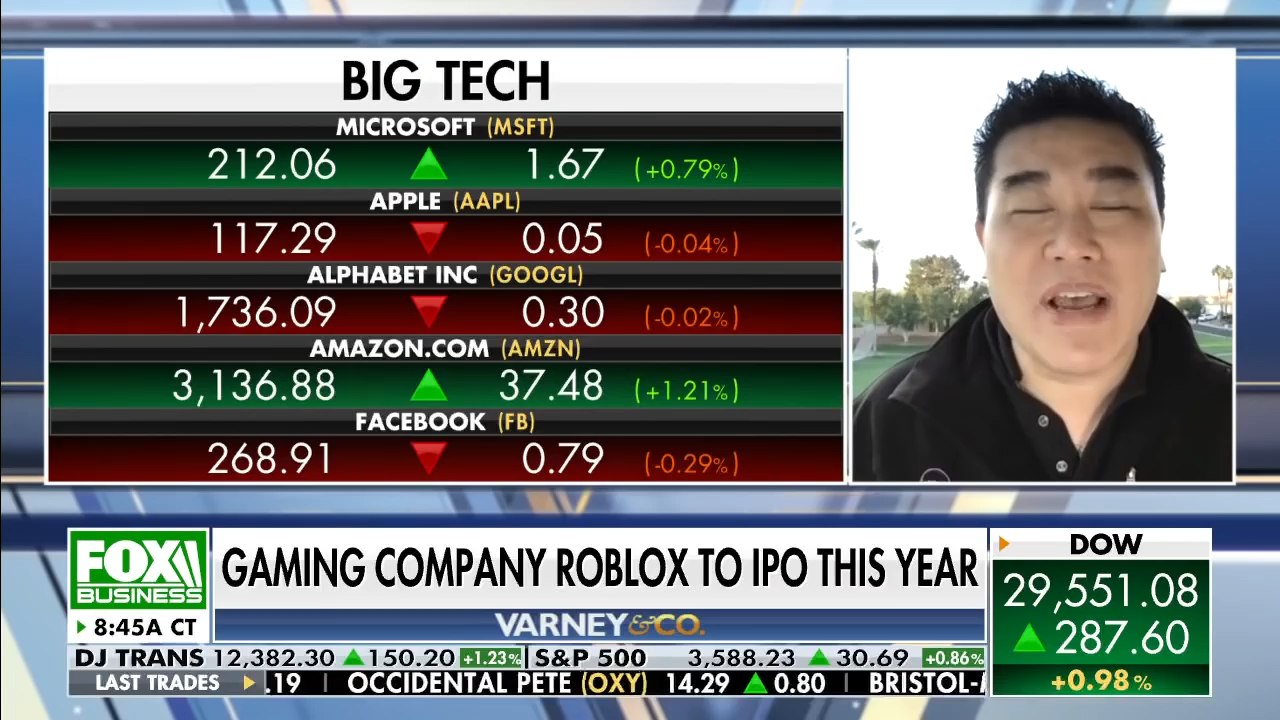 BIG TECH
MICROSOFT (MSFT)
212.06 ▲ 1.67 (+0.79%)
APPLE (AAPL)
117.29 ▼ 0.05 (-0.04%)
ALPHABET INC (GOOGL)
1,736.09 ▼ 0.30 (-0.02%)
AMAZON.COM (AMZN)
3,136.88 ▲ 37.48 (+1.21%)
FACEBOOK (FB)
268.91 ▼ 0.79 (-0.29%)
FOX
BUSINESS
8:45A CT
GAMING COMPANY ROBLOX TO IPO THIS YEAR
VARNEY & CO.
DOW
29,551.08
▲ 287.60
+0.98%
DJ TRANS 12,382.30 ▲ 150.20 +1.23% S&P 500 3,588.23 ▲ 30.69 +0.86%
LAST TRADES .19 | OCCIDENTAL PETE (OXY) 14.29 ▲ 0.80 | BRISTOL-